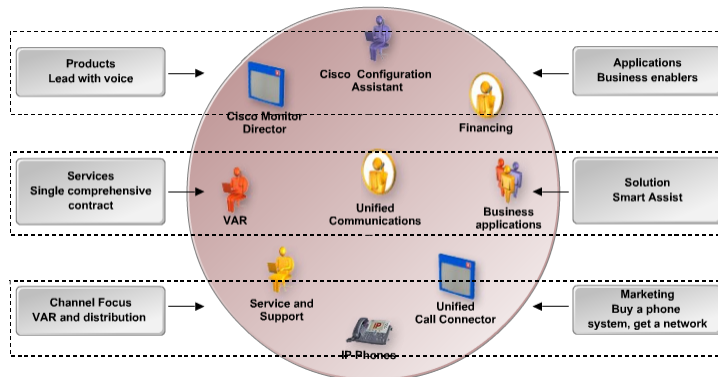 Products
Lead with voice
Cisco Configuration
Assistant
Applications
Business enablers
Cisco Monitor
Director
Financing
Services
Single comprehensive
contract
VAR
Unified
Communications
Business
applications
Solution
Smart Assist
Channel Focus
VAR and distribution
Service and
Support
Unified
Call Connector
Marketing
Buy a phone
system, get a network
IP
IP Phones